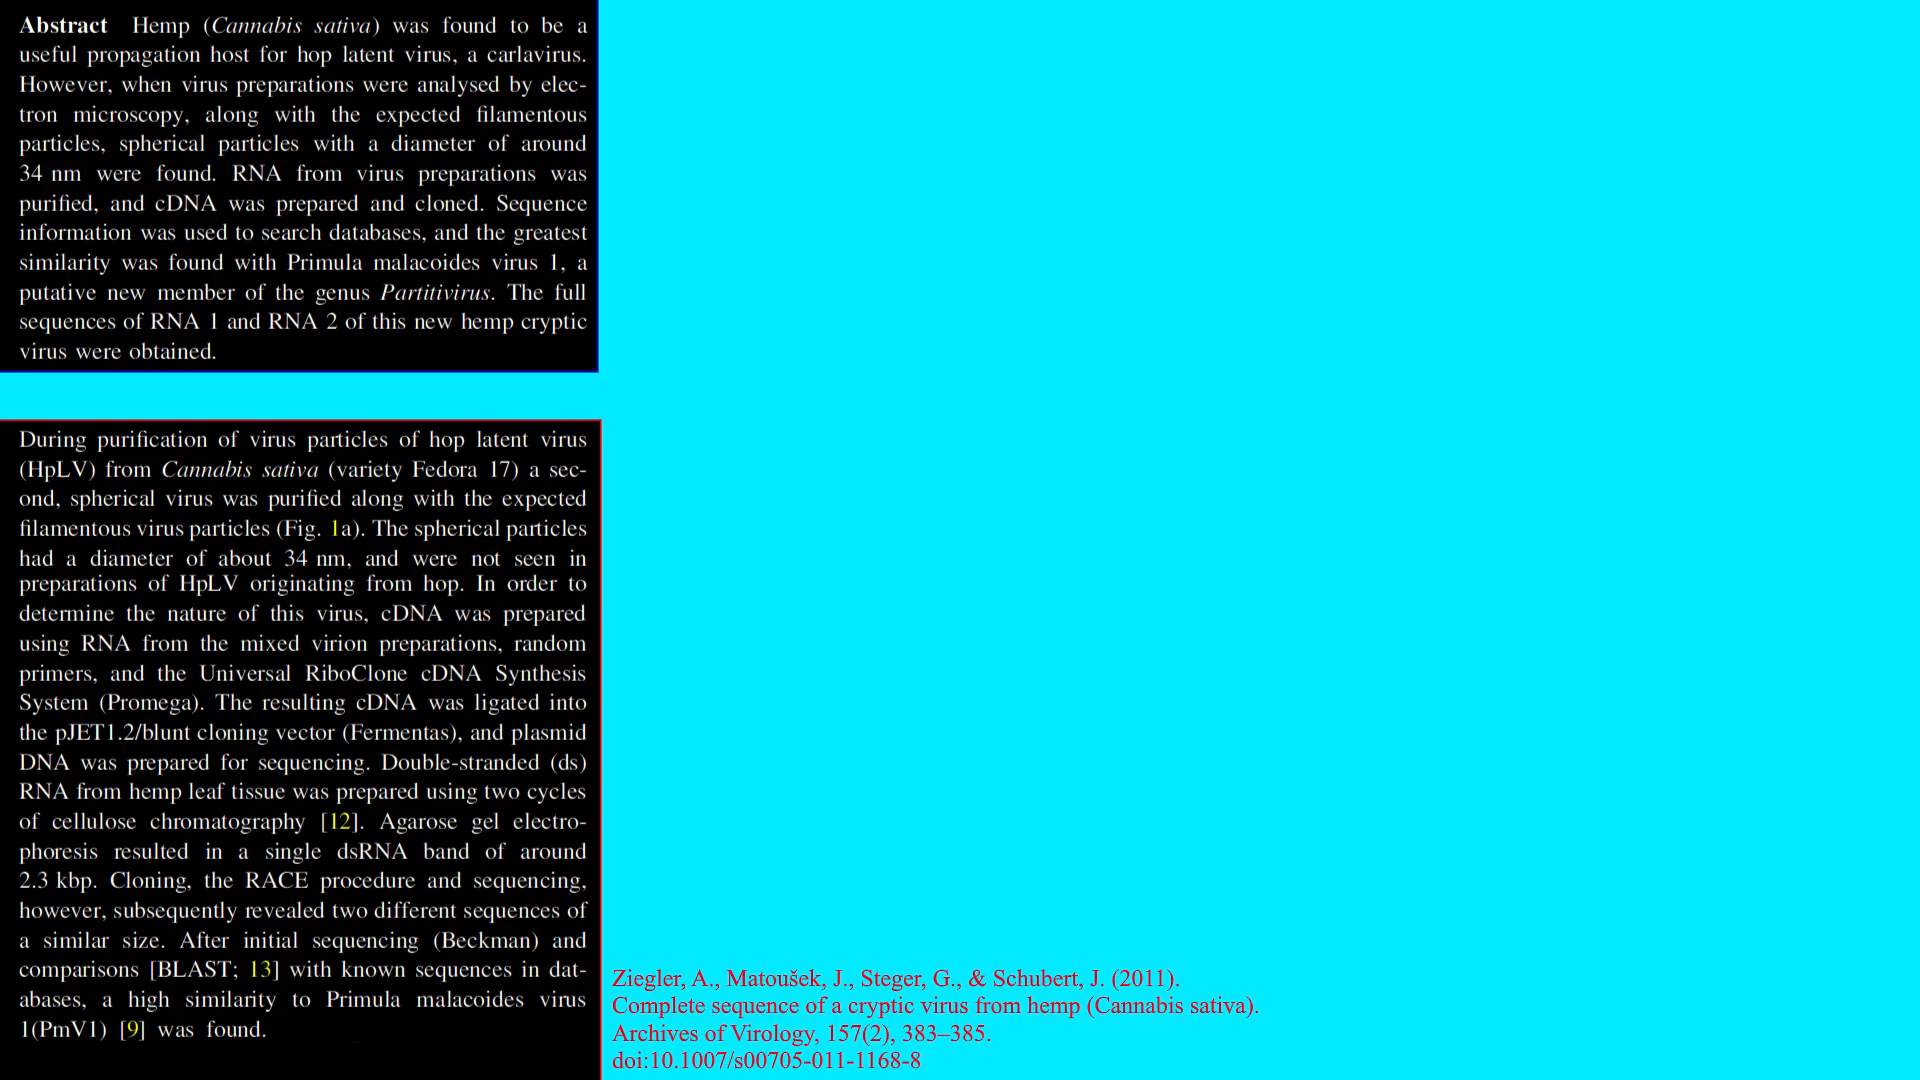 Abstract Hemp (Cannabis sativa) was found to be a
useful propagation host for hop latent virus, a carlavirus.
However, when virus preparations were analysed by elec-
tron microscopy, along with the expected filamentous
particles, spherical particles with a diameter of around
34 nm were found. RNA from virus preparations was
purified, and cDNA was prepared and cloned. Sequence
information was used to search databases, and the greatest
similarity was found with Primula malacoides virus 1, a
putative new member of the genus Partitivirus. The full
sequences of RNA 1 and RNA 2 of this new hemp cryptic
virus were obtained.
During purification of virus particles of hop latent virus
(HpLV) from Cannabis sativa (variety Fedora 17) a sec-
ond, spherical virus was purified along with the expected
filamentous virus particles (Fig. 1a). The spherical particles
had a diameter of about 34 nm, and were not seen in
preparations of HpLV originating from hop. In order to
determine the nature of this virus, cDNA was prepared
using RNA from the mixed virion preparations, random
primers, and the Universal RiboClone cDNA Synthesis
System (Promega). The resulting cDNA was ligated into
the pJET1.2/blunt cloning vector (Fermentas), and plasmid
DNA was prepared for sequencing. Double-stranded (ds)
RNA from hemp leaf tissue was prepared using two cycles
of cellulose chromatography [12]. Agarose gel electro-
phoresis resulted in a single dsRNA band of around
2.3 kbp. Cloning, the RACE procedure and sequencing,
however, subsequently revealed two different sequences of
a similar size. After initial sequencing (Beckman) and
comparisons [BLAST; 13] with known sequences in dat-
abases, a high similarity to Primula malacoides virus
1(PmV1) [9] was found.
Ziegler, A., Matoušek, J., Steger, G., & Schubert, J. (2011).
Complete sequence of a cryptic virus from hemp (Cannabis sativa).
Archives of Virology, 157(2), 383–385.
doi:10.1007/s00705-011-1168-8